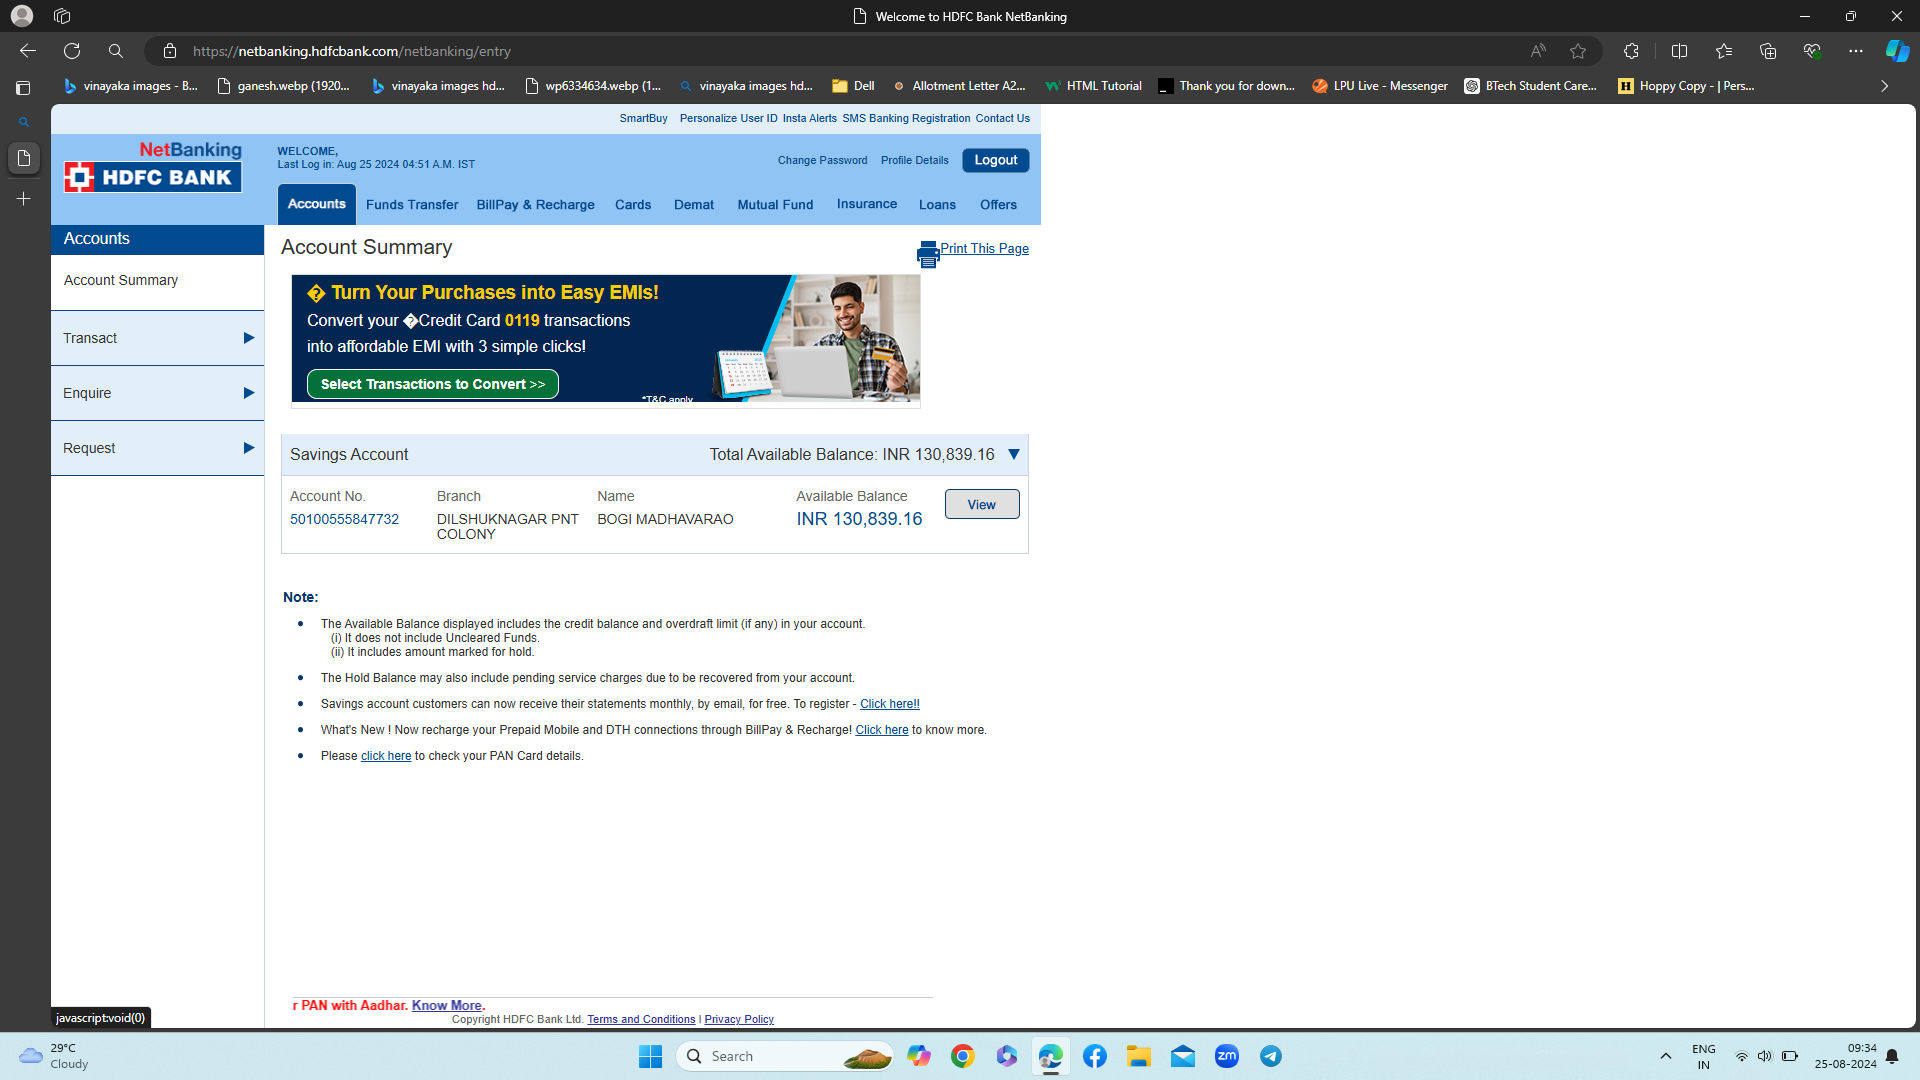 Welcome to HDFC Bank NetBanking
https://netbanking.hdfcbank.com/netbanking/entry
vinayaka images - B... ganesh.webp (1920... vinayaka images hd... wp6334634.webp (1... vinayaka images hd... Dell Allotment Letter A2... HTML Tutorial Thank you for down... LPU Live - Messenger BTech Student Care... Hoppy Copy - | Pers...
SmartBuy Personalize User ID Insta Alerts SMS Banking Registration Contact Us
NetBanking
HDFC BANK
WELCOME,
Last Log in: Aug 25 2024 04:51 A.M. IST
Change Password Profile Details Logout
Accounts Funds Transfer BillPay & Recharge Cards Demat Mutual Fund Insurance Loans Offers
Accounts
Account Summary
Transact
Enquire
Request
Account Summary
Print This Page
� Turn Your Purchases into Easy EMIs!
Convert your �Credit Card 0119 transactions
into affordable EMI with 3 simple clicks!
Select Transactions to Convert >>
*T&C apply
Savings Account Total Available Balance: INR 130,839.16
Account No. Branch Name Available Balance
View
50100555847732 DILSHUKNAGAR PNT BOGI MADHAVARAO INR 130,839.16
COLONY
Note:
• The Available Balance displayed includes the credit balance and overdraft limit (if any) in your account.
(i) It does not include Uncleared Funds.
(ii) It includes amount marked for hold.
• The Hold Balance may also include pending service charges due to be recovered from your account.
• Savings account customers can now receive their statements monthly, by email, for free. To register - Click here!!
• What's New ! Now recharge your Prepaid Mobile and DTH connections through BillPay & Recharge! Click here to know more.
• Please click here to check your PAN Card details.
r PAN with Aadhar. Know More.
Copyright HDFC Bank Ltd. Terms and Conditions | Privacy Policy
javascript:void(0)
29°C
Cloudy
Search
zm
ENG
IN
09:34
25-08-2024